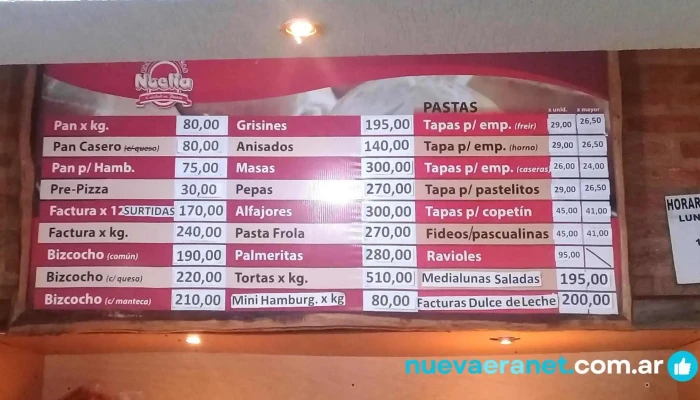 Nuella
PASTAS
x unid. x mayor
Pan x kg. 80,00 Grisines 195,00 Tapas p/ emp. (freir) 29,00 26,50
Pan Casero (c/queso) 80,00 Anisados 140,00 Tapa p/ emp. (horno) 29,00 26,50
Pan p/ Hamb. 75,00 Masas 300,00 Tapas p/ emp. (caseras) 26,00 24,00
Pre-Pizza 30,00 Pepas 270,00 Tapa p/ pastelitos 29,00 26,50
Factura x 12 SURTIDAS 170,00 Alfajores 300,00 Tapas p/ copetín 45,00 41,00
Factura x kg. 240,00 Pasta Frola 270,00 Fideos/pascualinas 45,00 41,00
Bizcocho (común) 190,00 Palmeritas 280,00 Ravioles 95,00
Bizcocho (c/queso) 220,00 Tortas x kg. 510,00 Medialunas Saladas 195,00
Bizcocho (c/ manteca) 210,00 Mini Hamburg. x kg 80,00 Facturas Dulce de Leche 200,00
HORAR
LUN
nuevaeranet.com.ar